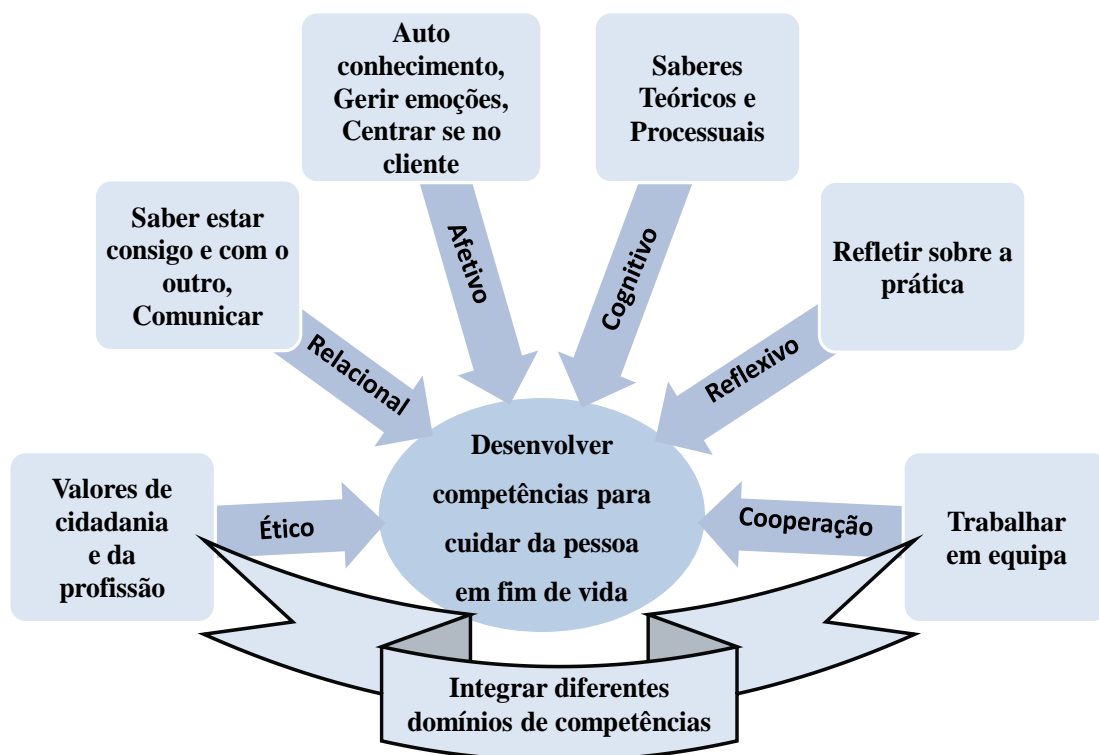 Auto
conhecimento,
Gerir emoções,
Centrar se no
cliente
Saberes
Teóricos e
Processuais
Saber estar
consigo e com o
outro,
Comunicar
Refletir sobre a
prática
Afetivo
Cognitivo
Relacional
Reflexivo
Valores de
cidadania
e da
profissão
Ético
Desenvolver
competências para
cuidar da pessoa
em fim de vida
Cooperação
Trabalhar
em equipa
Integrar diferentes
domínios de competências